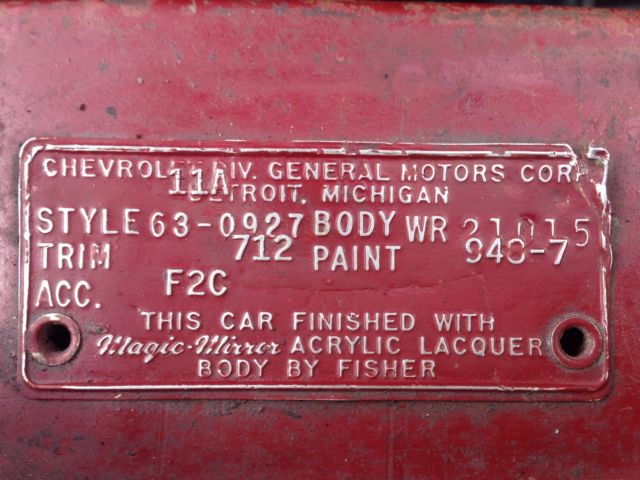 CHEVROLET DIV. GENERAL MOTORS CORP
11A DETROIT, MICHIGAN
STYLE 63-0927 BODY WR 21015
TRIM 712 PAINT 948-7
ACC. F2C
THIS CAR FINISHED WITH
Magic-Mirror ACRYLIC LACQUER
BODY BY FISHER